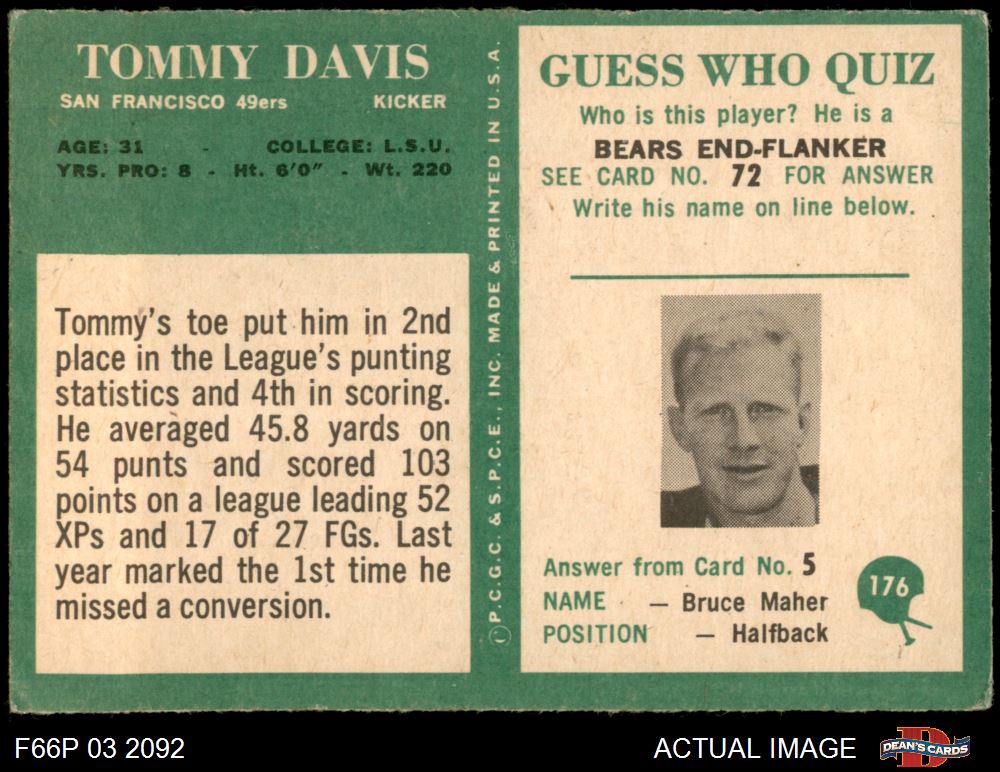 TOMMY DAVIS
SAN FRANCISCO 49ers KICKER
AGE: 31 - COLLEGE: L.S.U.
YRS. PRO: 8 - Ht. 6'0" - Wt. 220
Tommy's toe put him in 2nd
place in the League's punting
statistics and 4th in scoring.
He averaged 45.8 yards on
54 punts and scored 103
points on a league leading 52
XPs and 17 of 27 FGs. Last
year marked the 1st time he
missed a conversion.
©P.C.G.C. & S.P.C.E., INC. MADE & PRINTED IN U.S.A.
GUESS WHO QUIZ
Who is this player? He is a
BEARS END-FLANKER
SEE CARD NO. 72 FOR ANSWER
Write his name on line below.
Answer from Card No. 5
NAME — Bruce Maher
POSITION — Halfback
176
F66P 03 2092
ACTUAL IMAGE
DEAN'S CARDS